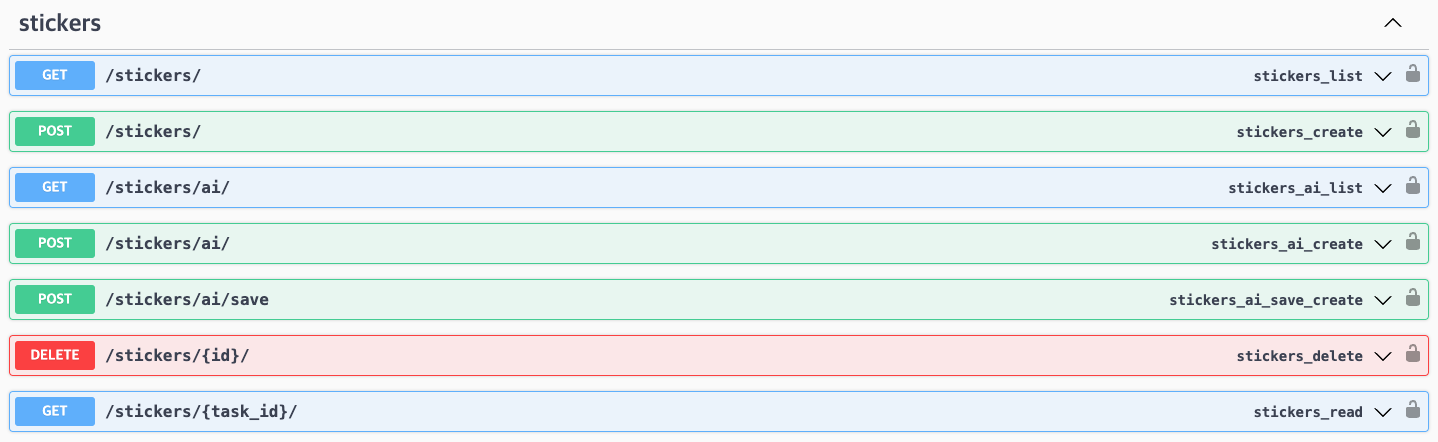 stickers
GET /stickers/ stickers_list
POST /stickers/ stickers_create
GET /stickers/ai/ stickers_ai_list
POST /stickers/ai/ stickers_ai_create
POST /stickers/ai/save stickers_ai_save_create
DELETE /stickers/{id}/ stickers_delete
GET /stickers/{task_id}/ stickers_read